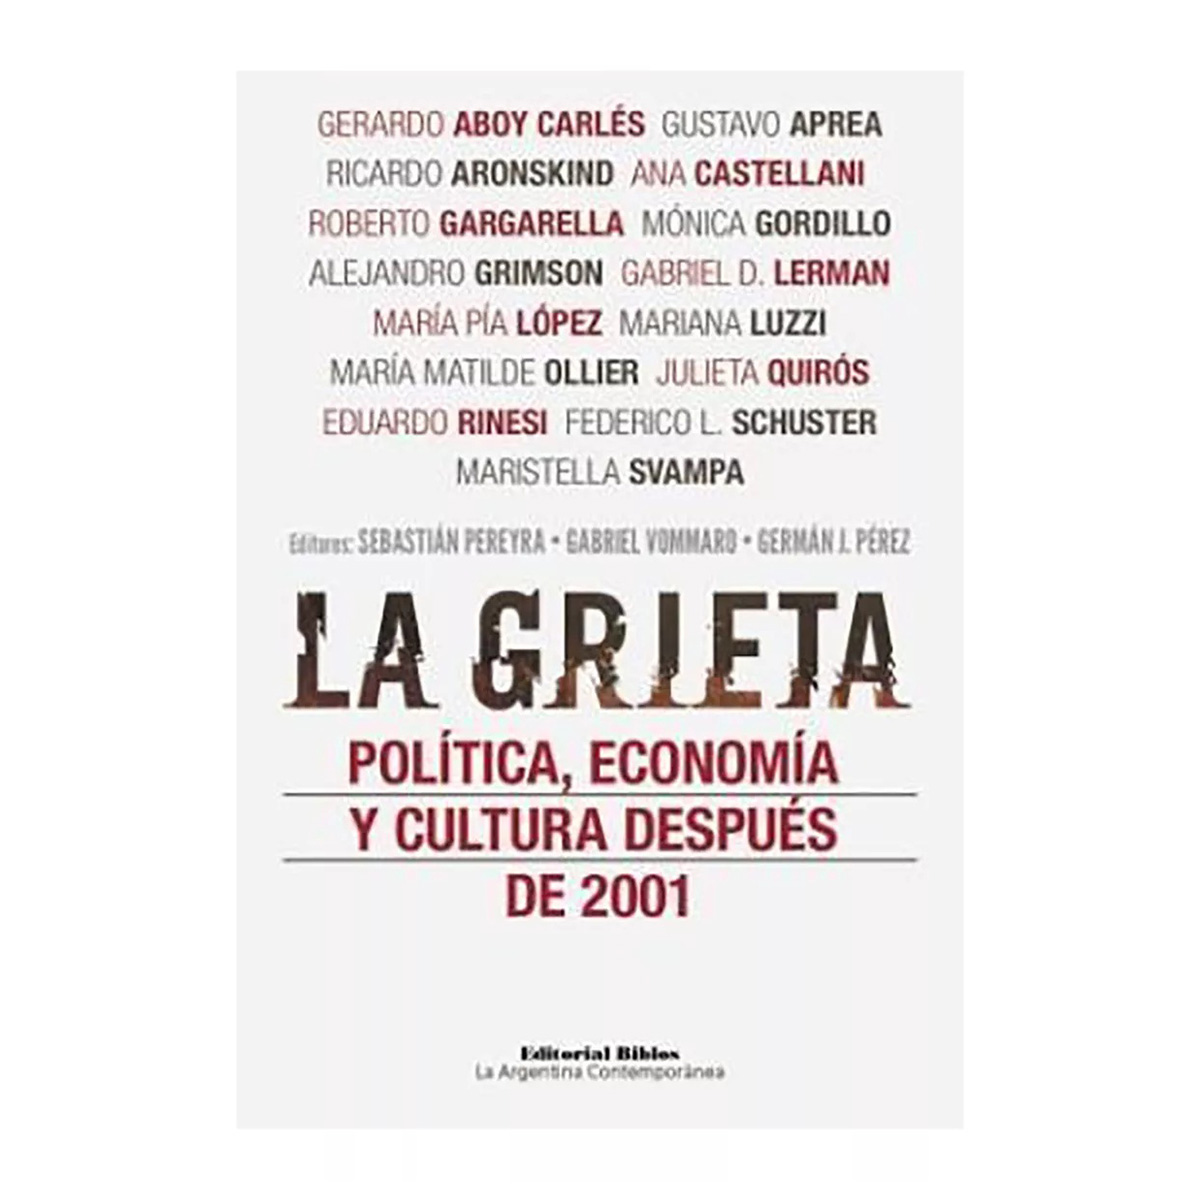 GERARDO ABOY CARLÉS GUSTAVO APREA
RICARDO ARONSKIND ANA CASTELLANI
ROBERTO GARGARELLA MÓNICA GORDILLO
ALEJANDRO GRIMSON GABRIEL D. LERMAN
MARÍA PÍA LÓPEZ MARIANA LUZZI
MARÍA MATILDE OLLIER JULIETA QUIRÓS
EDUARDO RINESI FEDERICO L. SCHUSTER
MARISTELLA SVAMPA
Editores: SEBASTIÁN PEREYRA • GABRIEL VOMMARO • GERMÁN J. PÉREZ
LA GRIETA
POLÍTICA, ECONOMÍA
Y CULTURA DESPUÉS
DE 2001
Editorial Biblos
La Argentina Contemporánea